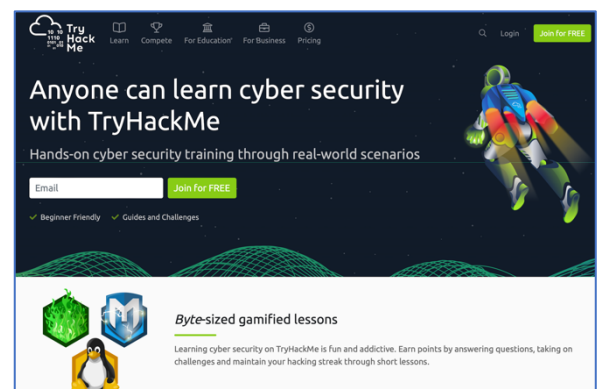 Try
Hack
Me
Learn Compete For Education For Business Pricing
Login Join for FREE
Anyone can learn cyber security
with TryHackMe
Hands-on cyber security training through real-world scenarios
Email Join for FREE
Beginner Friendly Guides and Challenges
Byte-sized gamified lessons
Learning cyber security on TryHackMe is fun and addictive. Earn points by answering questions, taking on
challenges and maintain your hacking streak through short lessons.